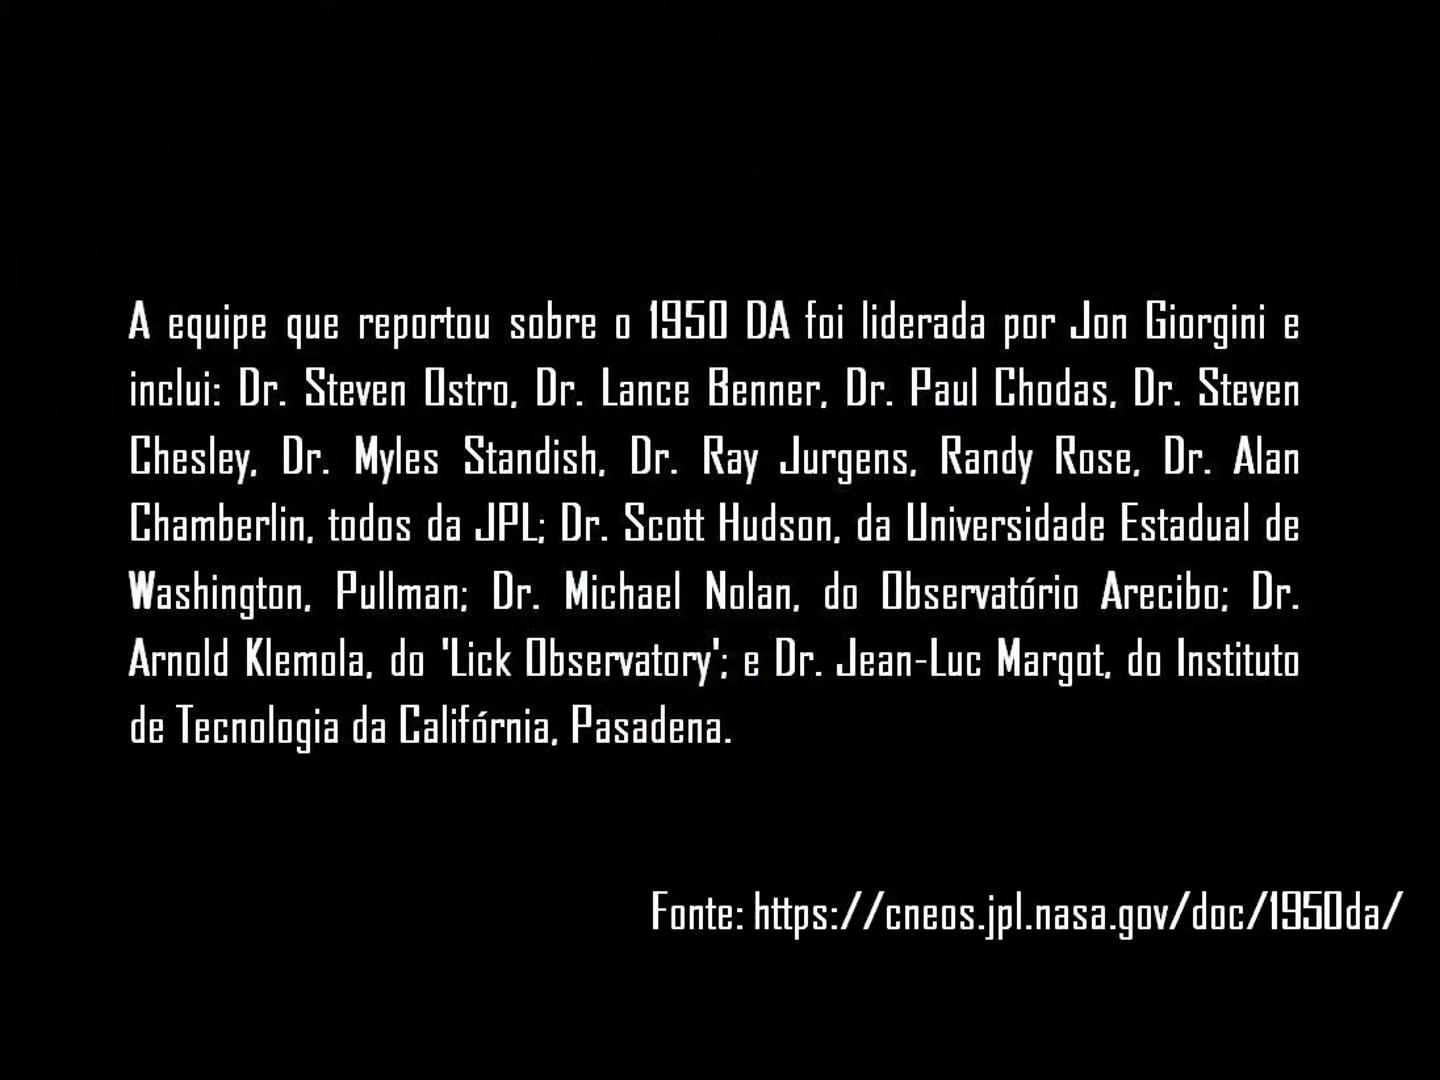 A equipe que reportou sobre o 1950 DA foi liderada por Jon Giorgini e
inclui: Dr. Steven Ostro, Dr. Lance Benner, Dr. Paul Chodas, Dr. Steven
Chesley, Dr. Myles Standish, Dr. Ray Jurgens, Randy Rose, Dr. Alan
Chamberlin, todos da JPL; Dr. Scott Hudson, da Universidade Estadual de
Washington, Pullman; Dr. Michael Nolan, do Observatório Arecibo; Dr.
Arnold Klemola, do 'Lick Observatory'; e Dr. Jean-Luc Margot, do Instituto
de Tecnologia da Califórnia, Pasadena.
Fonte: https://cneos.jpl.nasa.gov/doc/1950da/